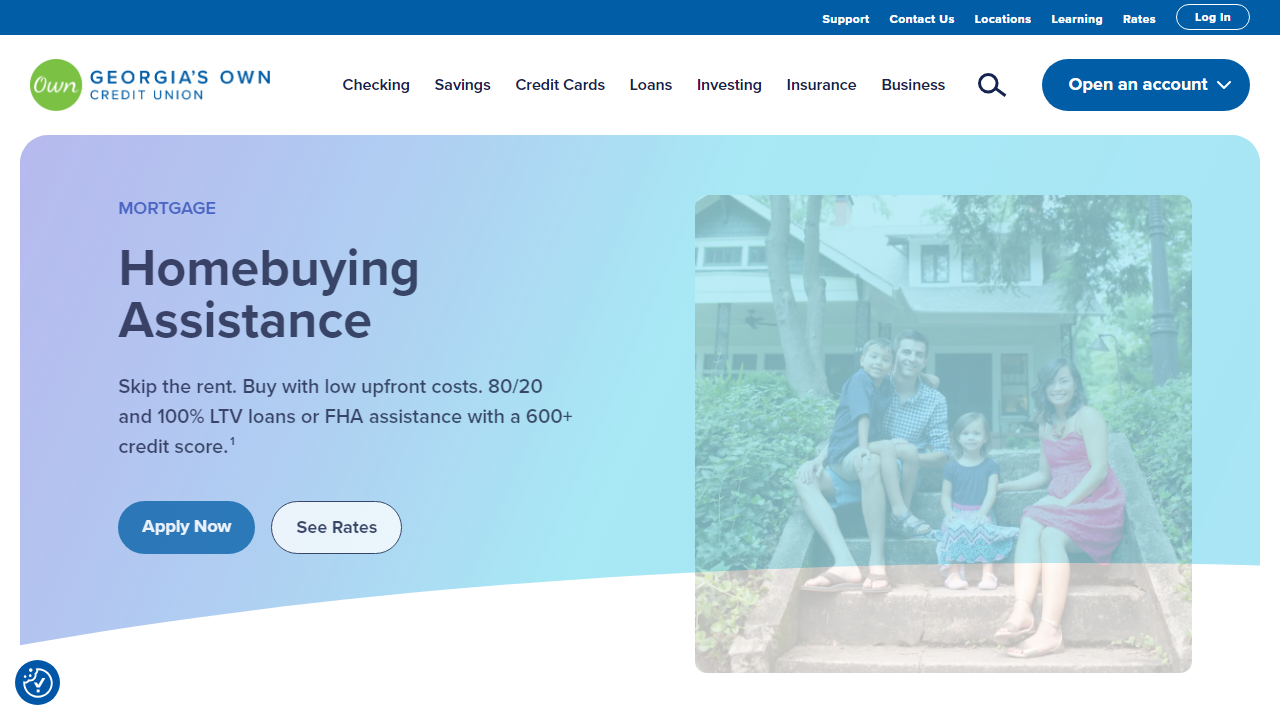 Support Contact Us Locations Learning Rates Log In
Own GEORGIA'S OWN
CREDIT UNION
Checking Savings Credit Cards Loans Investing Insurance Business
Open an account
MORTGAGE
Homebuying
Assistance
Skip the rent. Buy with low upfront costs. 80/20
and 100% LTV loans or FHA assistance with a 600+
credit score.¹
Apply Now See Rates